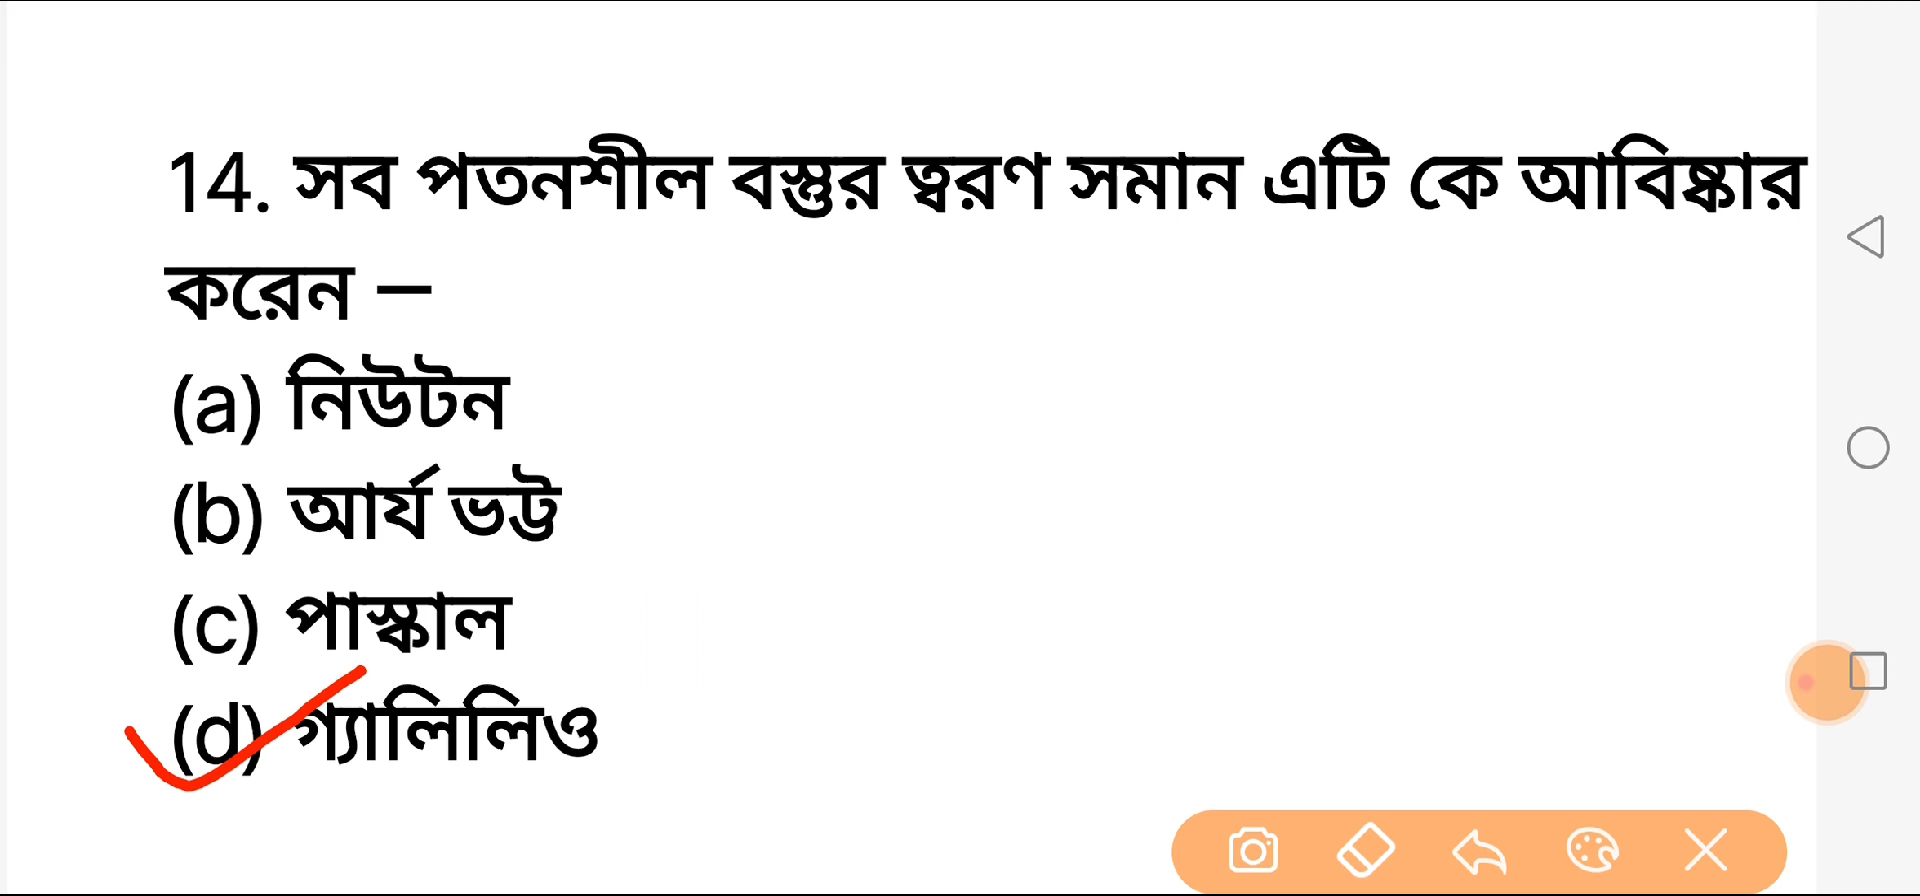 14. সব পতনশীল বস্তুর ত্বরণ সমান এটি কে আবিষ্কার
করেন –
(a) নিউটন
(b) আর্য ভট্ট
(c) পাস্কাল
(d) গ্যালিলিও